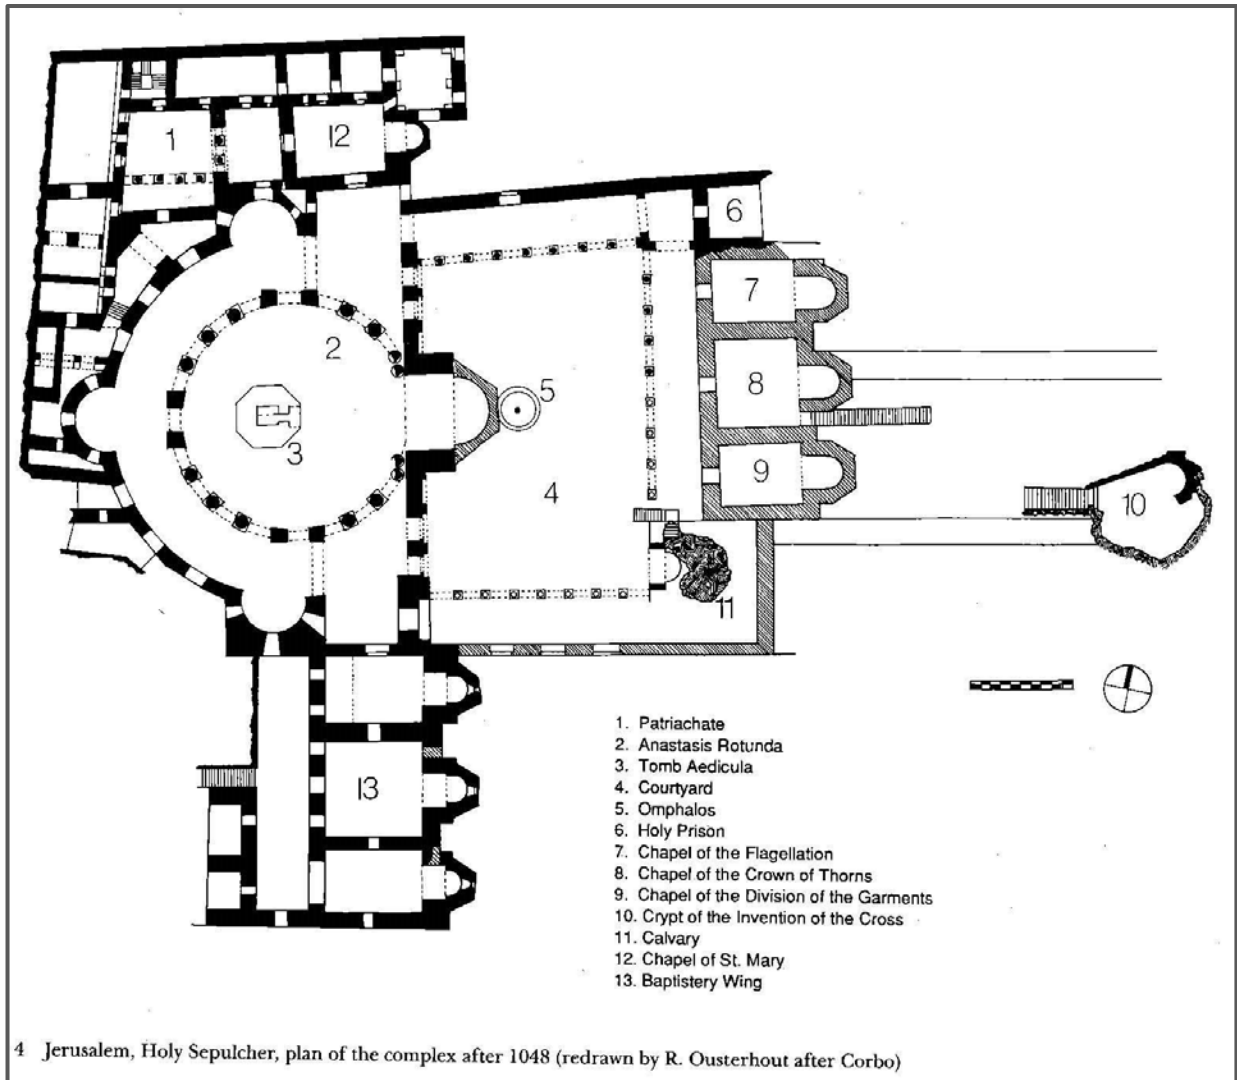 1
12
6
7
2
8
5
3
9
4
10
11
13
1. Patriachate
2. Anastasis Rotunda
3. Tomb Aedicula
4. Courtyard
5. Omphalos
6. Holy Prison
7. Chapel of the Flagellation
8. Chapel of the Crown of Thorns
9. Chapel of the Division of the Garments
10. Crypt of the Invention of the Cross
11. Calvary
12. Chapel of St. Mary
13. Baptistery Wing
4 Jerusalem, Holy Sepulcher, plan of the complex after 1048 (redrawn by R. Ousterhout after Corbo)